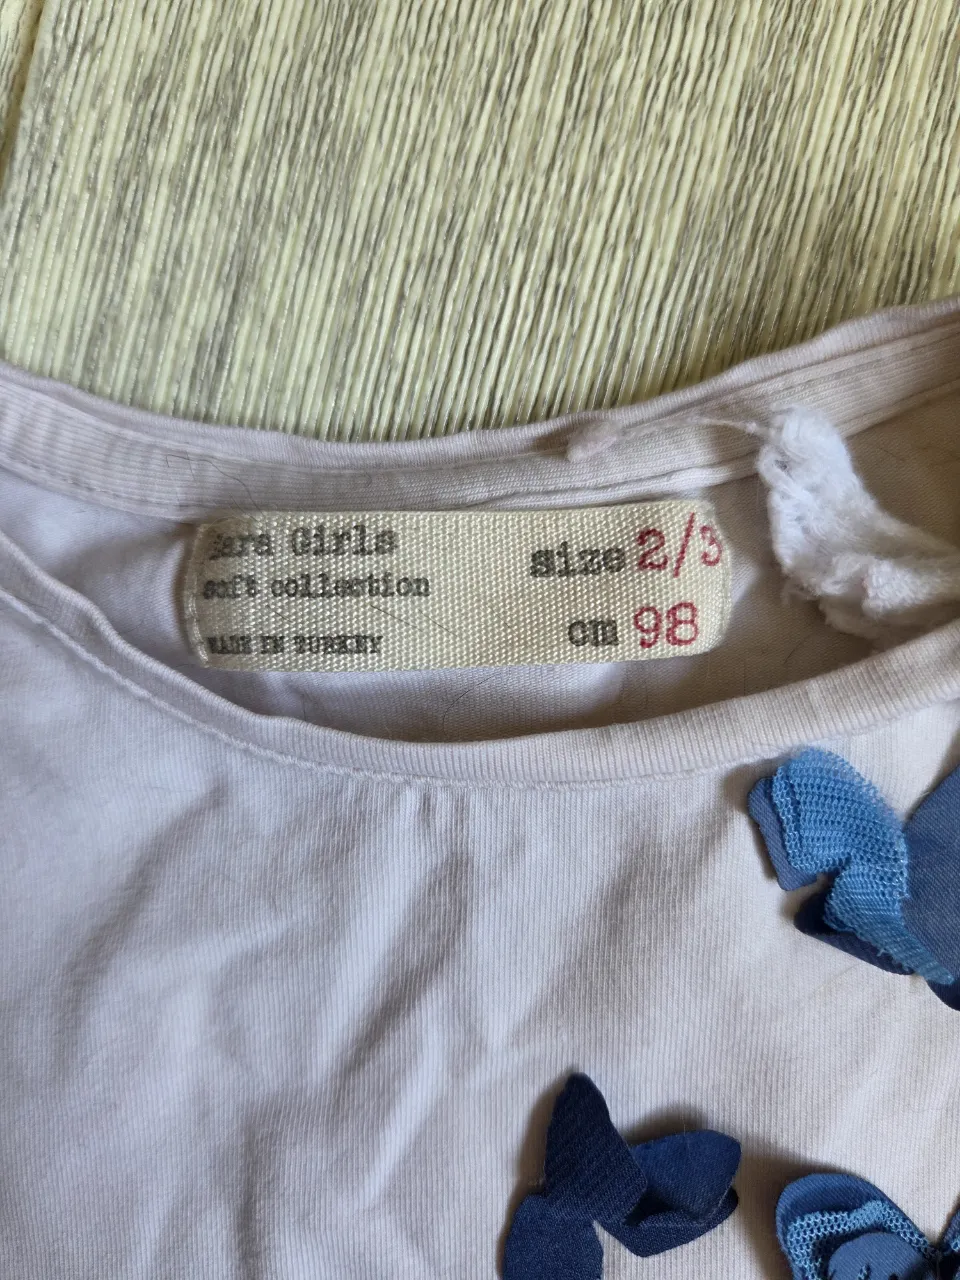 Zara Girls
soft collection
MADE IN TURKEY
size 2/3
cm 98